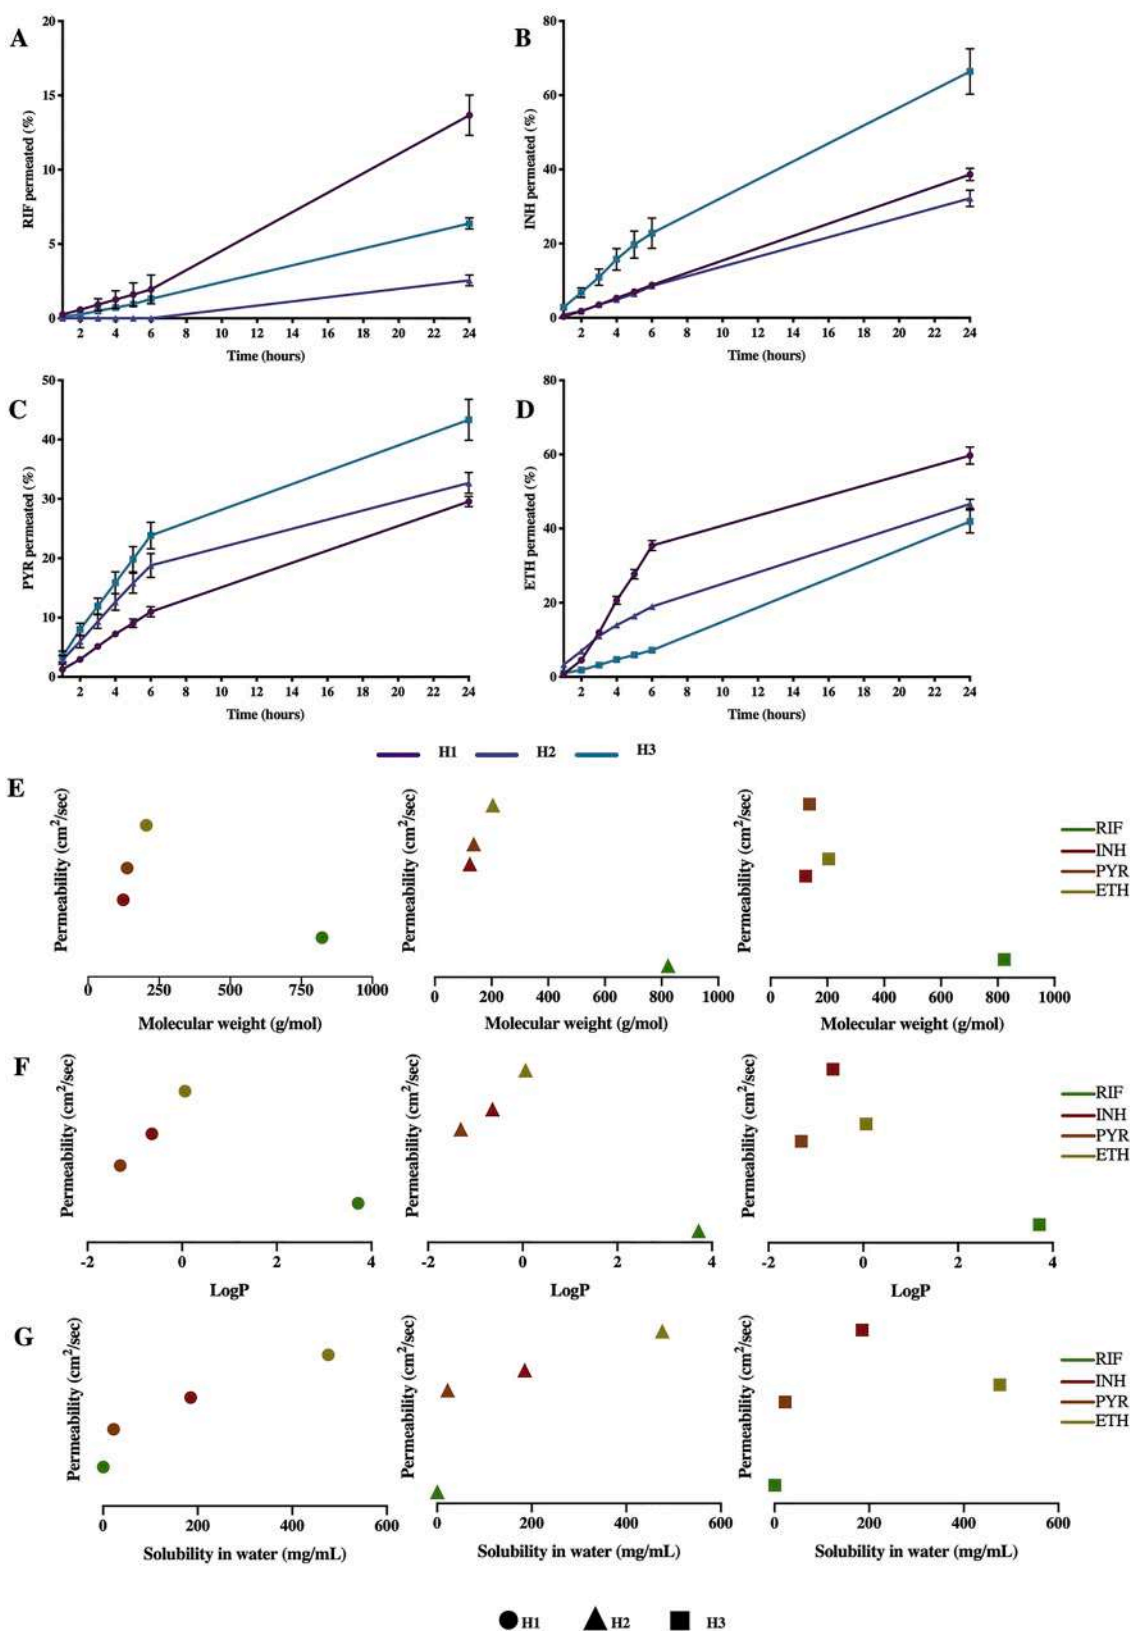 A
RIF permeated (%)
20
15
10
5
0
2 4 6 8 10 12 14 16 18 20 22 24
Time (hours)
B
INH permeated (%)
80
60
40
20
0
2 4 6 8 10 12 14 16 18 20 22 24
Time (hours)
C
PYR permeated (%)
50
40
30
20
10
0
2 4 6 8 10 12 14 16 18 20 22 24
Time (hours)
D
ETH permeated (%)
80
60
40
20
0
2 4 6 8 10 12 14 16 18 20 22 24
Time (hours)
H1 H2 H3
E
Permeability (cm²/sec)
0 250 500 750 1000
Molecular weight (g/mol)
Permeability (cm²/sec)
0 200 400 600 800 1000
Molecular weight (g/mol)
Permeability (cm²/sec)
0 200 400 600 800 1000
Molecular weight (g/mol)
RIF
INH
PYR
ETH
F
Permeability (cm²/sec)
-2 0 2 4
LogP
Permeability (cm²/sec)
-2 0 2 4
LogP
Permeability (cm²/sec)
-2 0 2 4
LogP
RIF
INH
PYR
ETH
G
Permeability (cm²/sec)
0 200 400 600
Solubility in water (mg/mL)
Permeability (cm²/sec)
0 200 400 600
Solubility in water (mg/mL)
Permeability (cm²/sec)
0 200 400 600
Solubility in water (mg/mL)
RIF
INH
PYR
ETH
H1 H2 H3